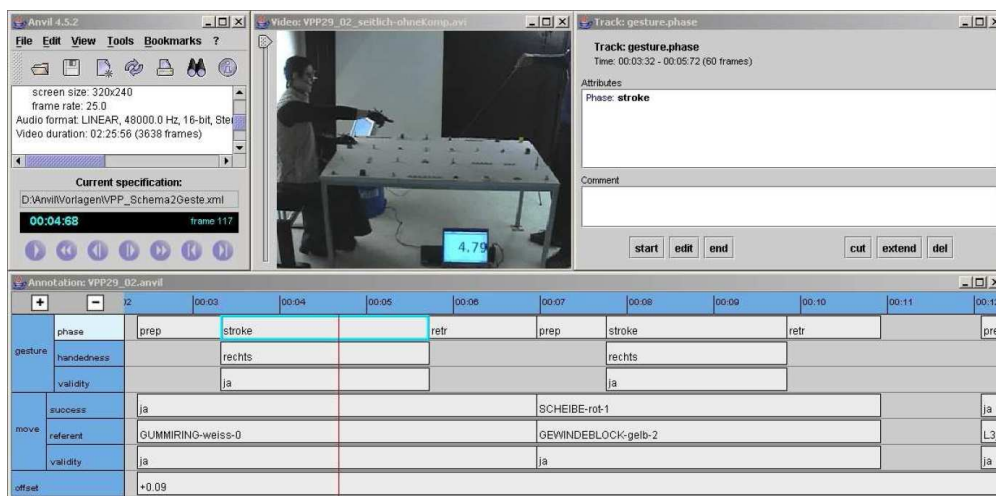 Anvil 4.5.2
File Edit View Tools Bookmarks ?
screen size: 320x240
frame rate: 25.0
Audio format: LINEAR, 48000.0 Hz, 16-bit, Ster
Video duration: 02:25:56 (3638 frames)
Current specification:
D:\Anvil\Vorlagen\VPP_Schema2Geste.xml
00:04:68 frame 117
Video: VPP29_02_seitlich-ohneKomp.avi
4.79
Track: gesture.phase
Track: gesture.phase
Time: 00:03:32 - 00:05:72 (60 frames)
Attributes
Phase: stroke
Comment
start edit end cut extend del
Annotation: VPP29_02.anvil
+ - 02 00:03 00:04 00:05 00:06 00:07 00:08 00:09 00:10 00:11 00:1
gesture
phase prep stroke retr prep stroke retr pre
handedness rechts rechts
validity ja ja
move
success ja SCHEIBE-rot-1 ja
referent GUMMIRING-weiss-0 GEWINDEBLOCK-gelb-2 L3
validity ja ja ja
offset +0.09